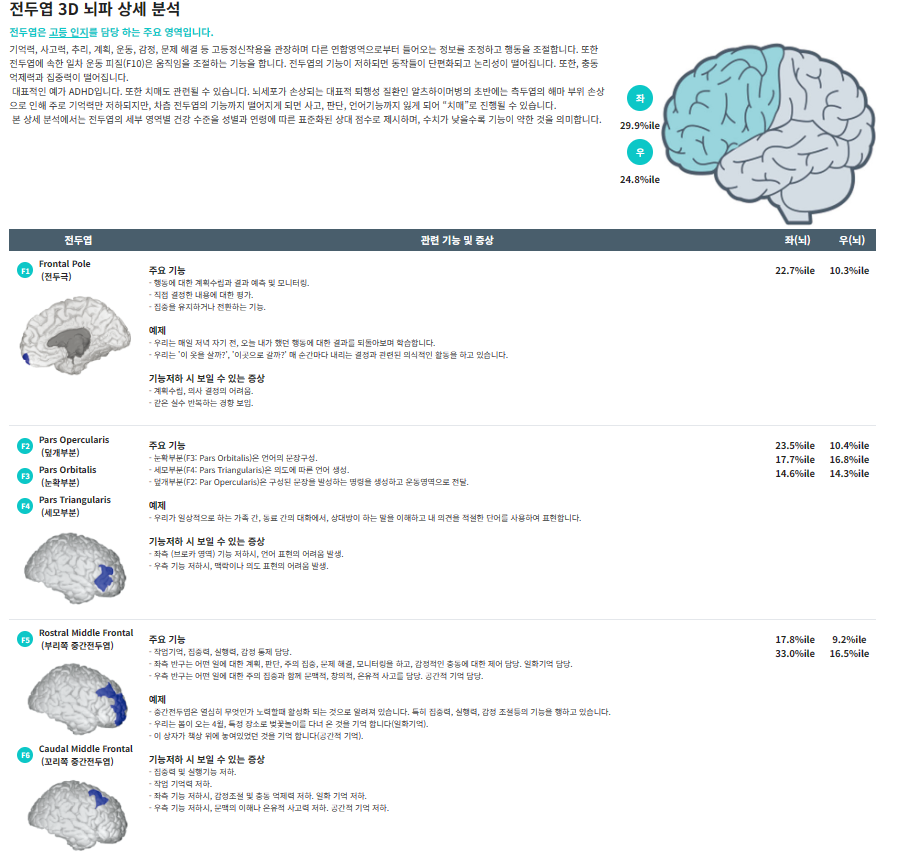 전두엽 3D 뇌파 상세 분석
전두엽은 고등 인지를 담당 하는 주요 영역입니다.
기억력, 사고력, 추리, 계획, 운동, 감정, 문제 해결 등 고등정신작용을 관장하며 다른 연합영역으로부터 들어오는 정보를 조정하고 행동을 조절합니다. 또한
전두엽에 속한 일차 운동 피질(F10)은 움직임을 조절하는 기능을 합니다. 전두엽의 기능이 저하되면 동작들이 단편화되고 논리성이 떨어집니다. 또한, 충동
억제력과 집중력이 떨어집니다.
대표적인 예가 ADHD입니다. 또한 치매도 관련될 수 있습니다. 뇌세포가 손상되는 대표적 퇴행성 질환인 알츠하이머병의 초반에는 측두엽의 해마 부위 손상
으로 인해 주로 기억력만 저하되지만, 차츰 전두엽의 기능까지 떨어지게 되면 사고, 판단, 언어기능까지 잃게 되어 “치매”로 진행될 수 있습니다.
본 상세 분석에서는 전두엽의 세부 영역별 건강 수준을 성별과 연령에 따른 표준화된 상대 점수로 제시하며, 수치가 낮을수록 기능이 약한 것을 의미합니다.
좌
29.9%ile
우
24.8%ile
전두엽 관련 기능 및 증상 좌(뇌) 우(뇌)
F1 Frontal Pole
(전두극)
주요 기능
- 행동에 대한 계획수립과 결과 예측 및 모니터링.
- 직접 결정한 내용에 대한 평가.
- 집중을 유지하거나 전환하는 기능.
예제
- 우리는 매일 저녁 자기 전, 오늘 내가 했던 행동에 대한 결과를 되돌아보며 학습합니다.
- 우리는 '이 옷을 살까?', '이곳으로 갈까?' 매 순간마다 내리는 결정과 관련된 의식적인 활동을 하고 있습니다.
기능저하 시 보일 수 있는 증상
- 계획수립, 의사 결정의 어려움.
- 같은 실수 반복하는 경향 보임.
22.7%ile 10.3%ile
F2 Pars Opercularis
(덮개부분)
F3 Pars Orbitalis
(눈확부분)
F4 Pars Triangularis
(세모부분)
주요 기능
- 눈확부분(F3: Pars Orbitalis)은 언어의 문장구성.
- 세모부분(F4: Pars Triangularis)은 의도에 따른 언어 생성.
- 덮개부분(F2: Par Opercularis)은 구성된 문장을 발성하는 명령을 생성하고 운동영역으로 전달.
예제
- 우리가 일상적으로 하는 가족 간, 동료 간의 대화에서, 상대방이 하는 말을 이해하고 내 의견을 적절한 단어를 사용하여 표현합니다.
기능저하 시 보일 수 있는 증상
- 좌측 (브로카 영역) 기능 저하시, 언어 표현의 어려움 발생.
- 우측 기능 저하시, 맥락이나 의도 표현의 어려움 발생.
23.5%ile 10.4%ile
17.7%ile 16.8%ile
14.6%ile 14.3%ile
F5 Rostral Middle Frontal
(부리쪽 중간전두엽)
F6 Caudal Middle Frontal
(꼬리쪽 중간전두엽)
주요 기능
- 작업기억, 집중력, 실행력, 감정 통제 담당.
- 좌측 반구는 어떤 일에 대한 계획, 판단, 주의 집중, 문제 해결, 모니터링을 하고, 감정적인 충동에 대한 제어 담당. 일화기억 담당.
- 우측 반구는 어떤 일에 대한 주의 집중과 함께 문맥적, 창의적, 은유적 사고를 담당. 공간적 기억 담당.
예제
- 중간전두엽은 열심히 무엇인가 노력할때 활성화 되는 것으로 알려져 있습니다. 특히 집중력, 실행력, 감정 조절등의 기능을 행하고 있습니다.
- 우리는 봄이 오는 4월, 특정 장소로 벚꽃놀이를 다녀 온 것을 기억 합니다(일화기억).
- 이 상자가 책상 위에 놓여있었던 것을 기억 합니다(공간적 기억).
기능저하 시 보일 수 있는 증상
- 집중력 및 실행기능 저하.
- 작업 기억력 저하.
- 좌측 기능 저하시, 감정조절 및 충동 억제력 저하. 일화 기억 저하.
- 우측 기능 저하시, 문맥의 이해나 은유적 사고력 저하. 공간적 기억 저하.
17.8%ile 9.2%ile
33.0%ile 16.5%ile